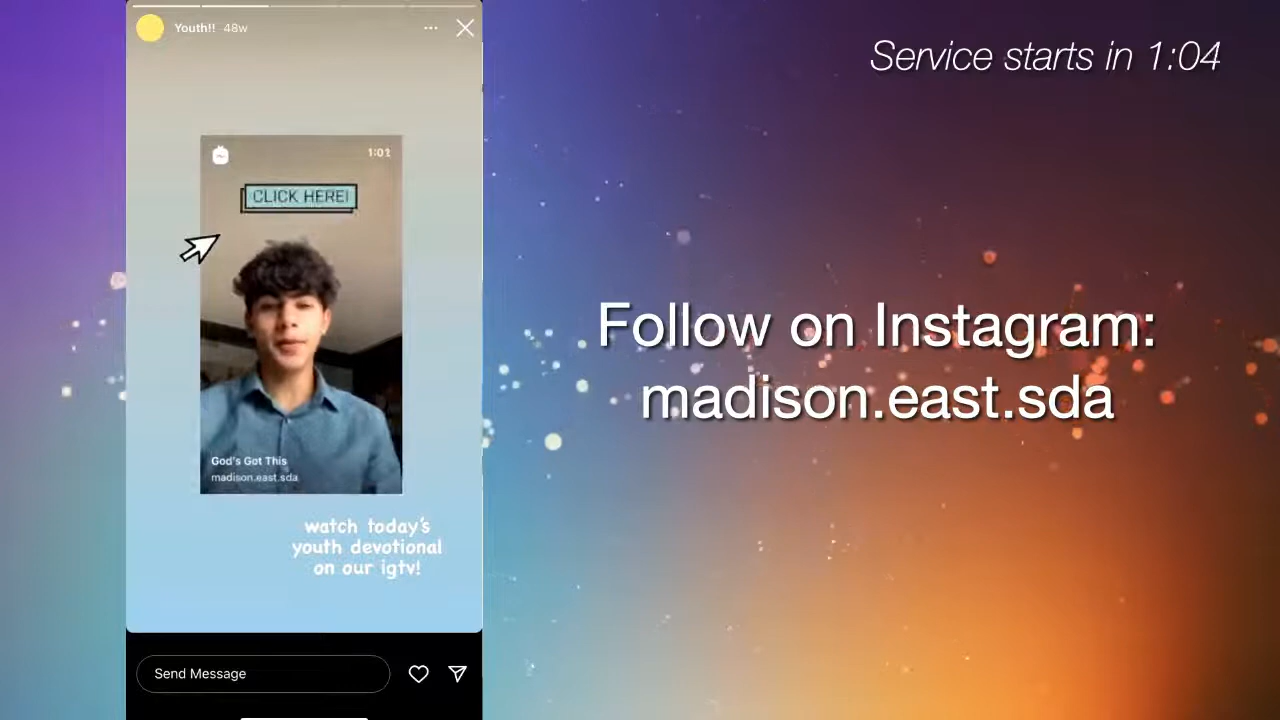 Youth!! 48w
Service starts in 1:04
1:01
CLICK HERE!
God's Got This
madison.east.sda
watch today's
youth devotional
on our igtv!
Send Message
Follow on Instagram:
madison.east.sda